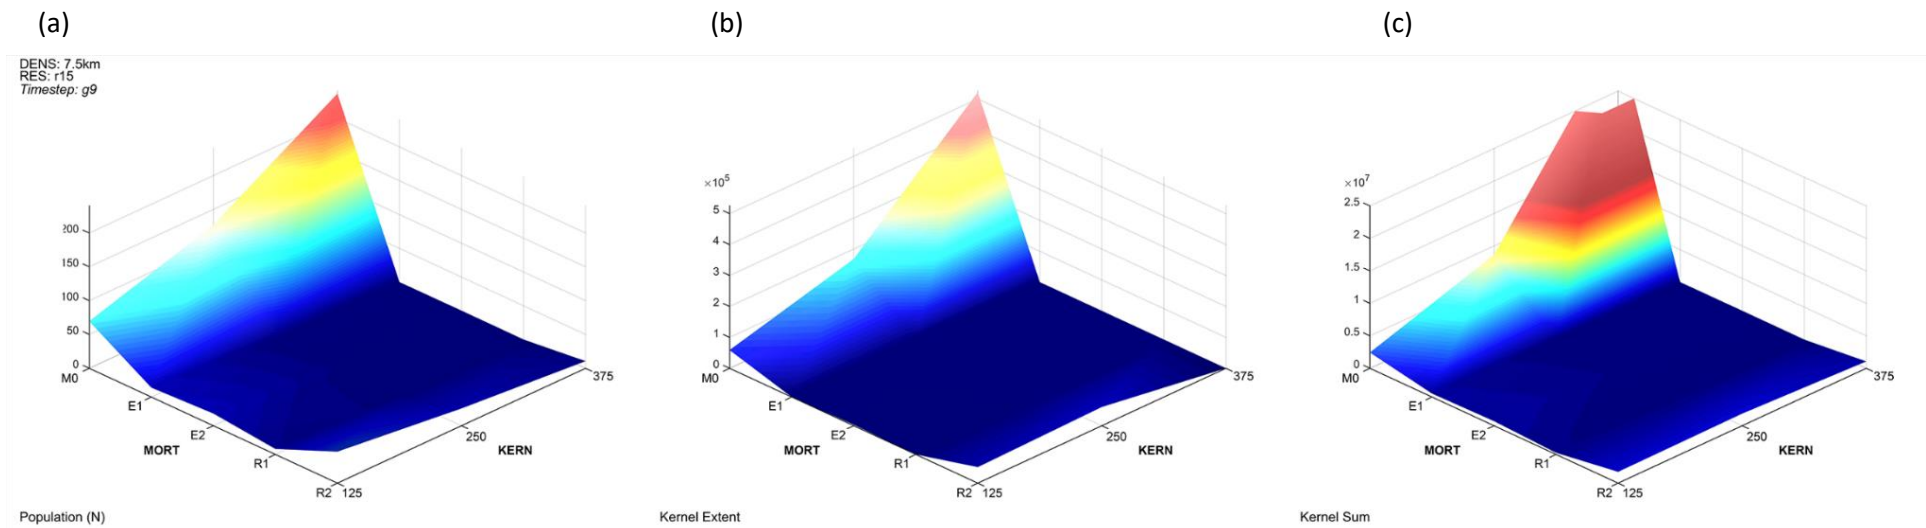 (a)
(b)
(c)
DENS: 7.5km
RES: r15
Timestep: g9
200
150
100
50
0
M0
E1
E2
R1
R2
125
250
375
MORT
KERN
Population (N)
×10⁵
5
4
3
2
1
0
M0
E1
E2
R1
R2
125
250
375
MORT
KERN
Kernel Extent
×10⁷
2.5
2
1.5
1
0.5
0
M0
E1
E2
R1
R2
125
250
375
MORT
KERN
Kernel Sum